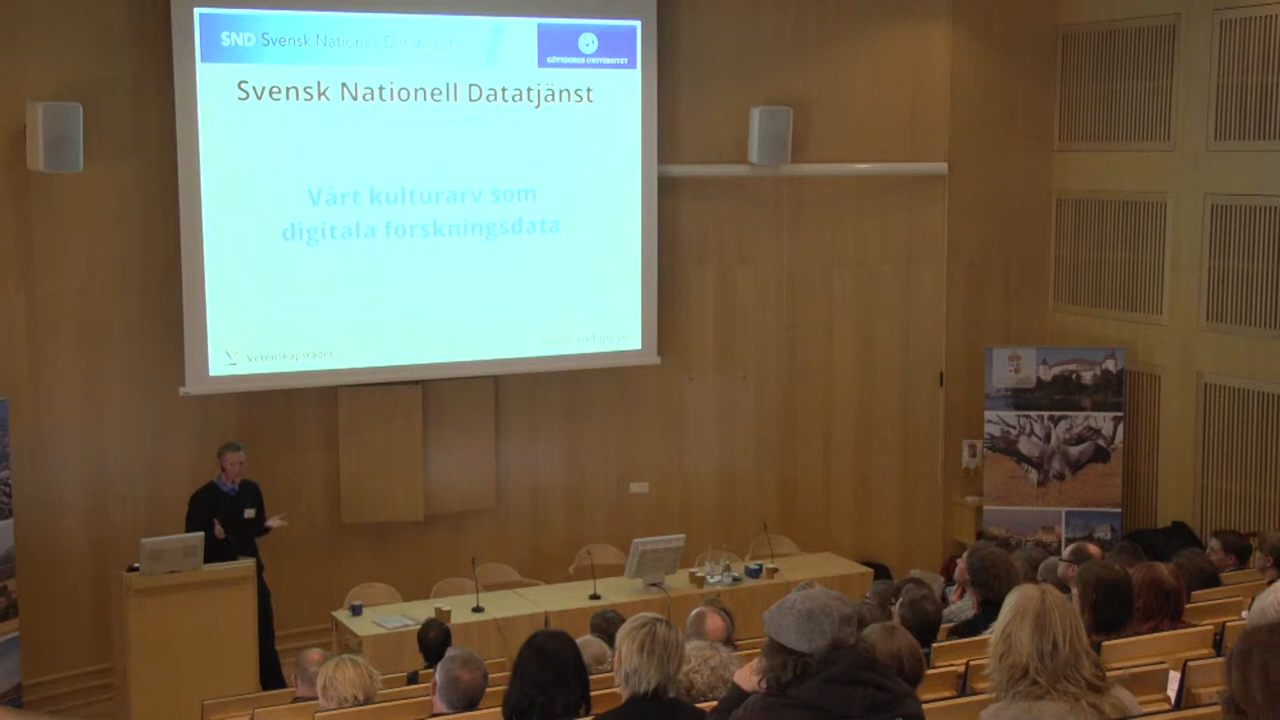 SND Svensk Nationell Datatjänst
GÖTEBORGS UNIVERSITET
Svensk Nationell Datatjänst
Vårt kulturarv som
digitala forskningsdata
Vetenskapsrådet
www.snd.gu.se